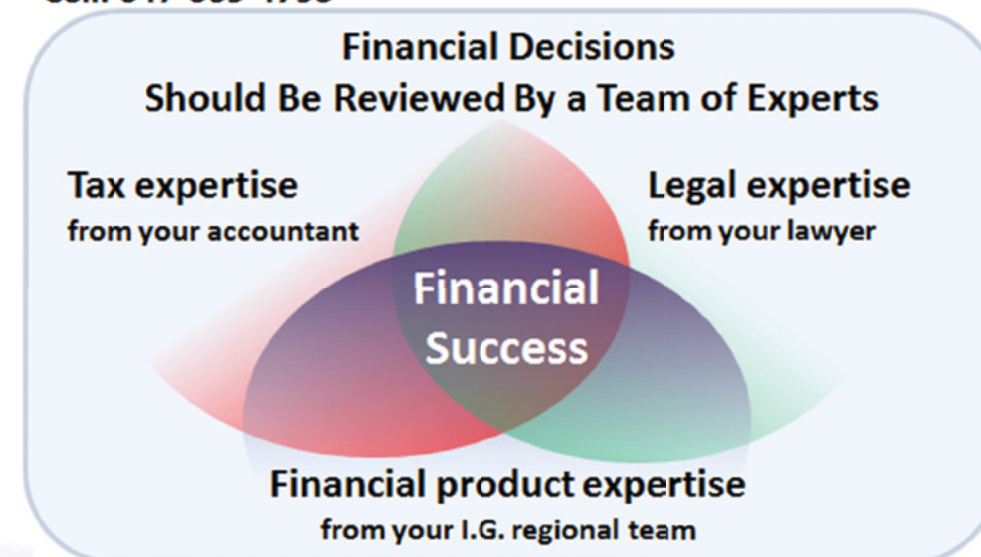 Financial Decisions
Should Be Reviewed By a Team of Experts
Tax expertise
from your accountant
Legal expertise
from your lawyer
Financial
Success
Financial product expertise
from your I.G. regional team